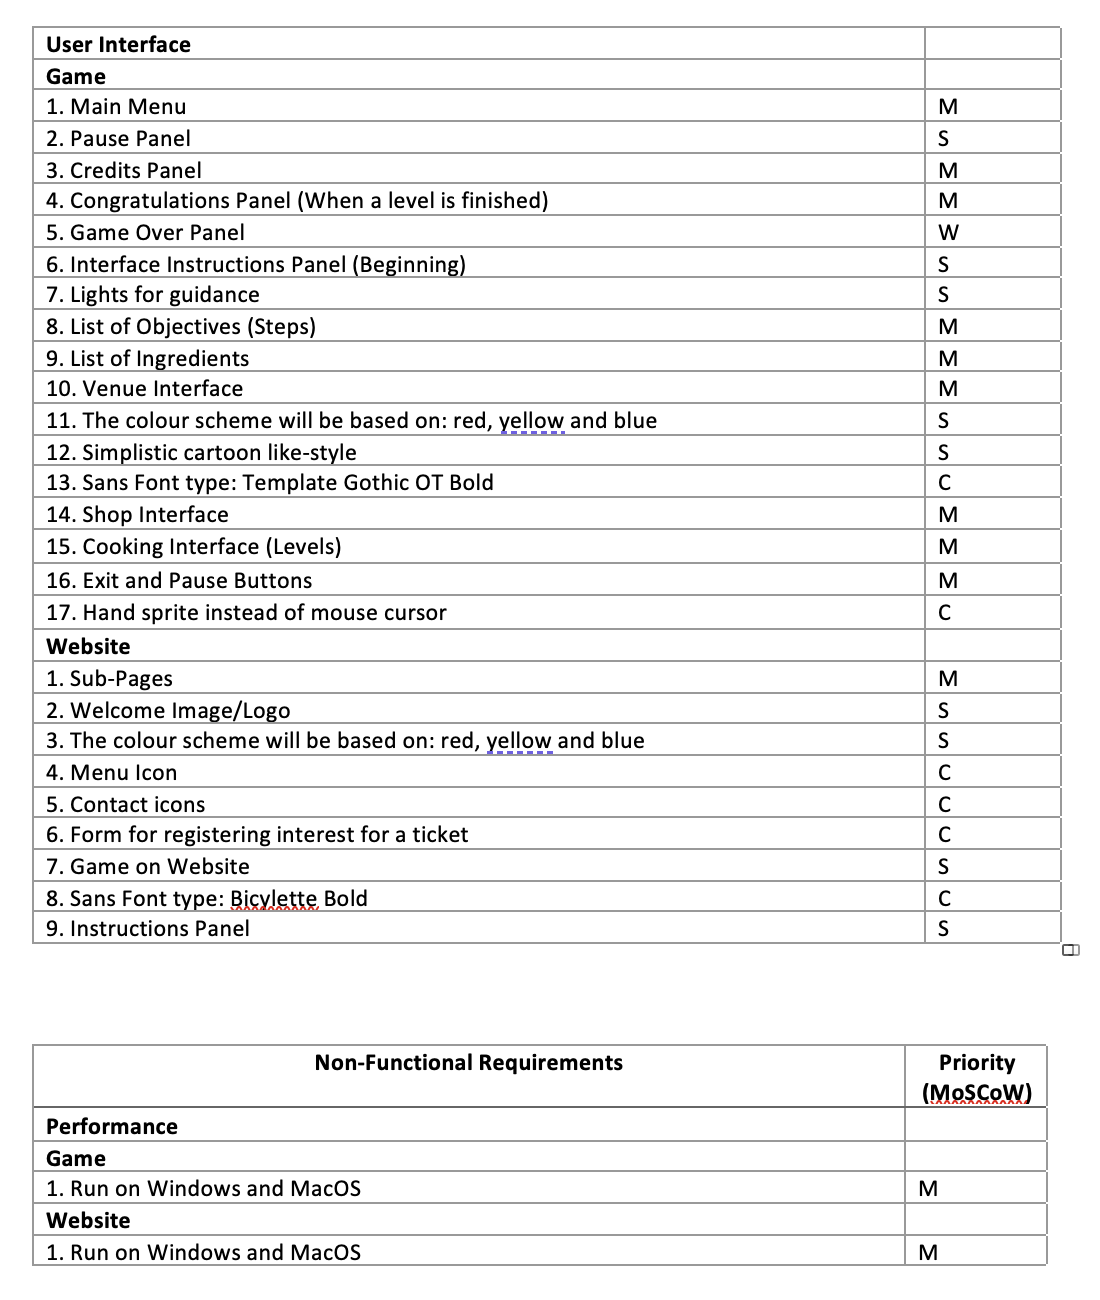 User Interface
Game
1. Main Menu M
2. Pause Panel S
3. Credits Panel M
4. Congratulations Panel (When a level is finished) M
5. Game Over Panel W
6. Interface Instructions Panel (Beginning) S
7. Lights for guidance S
8. List of Objectives (Steps) M
9. List of Ingredients M
10. Venue Interface M
11. The colour scheme will be based on: red, yellow and blue S
12. Simplistic cartoon like-style S
13. Sans Font type: Template Gothic OT Bold C
14. Shop Interface M
15. Cooking Interface (Levels) M
16. Exit and Pause Buttons M
17. Hand sprite instead of mouse cursor C
Website
1. Sub-Pages M
2. Welcome Image/Logo S
3. The colour scheme will be based on: red, yellow and blue S
4. Menu Icon C
5. Contact icons C
6. Form for registering interest for a ticket C
7. Game on Website S
8. Sans Font type: Bicylette Bold C
9. Instructions Panel S
Non-Functional Requirements Priority
(MoSCoW)
Performance
Game
1. Run on Windows and MacOS M
Website
1. Run on Windows and MacOS M